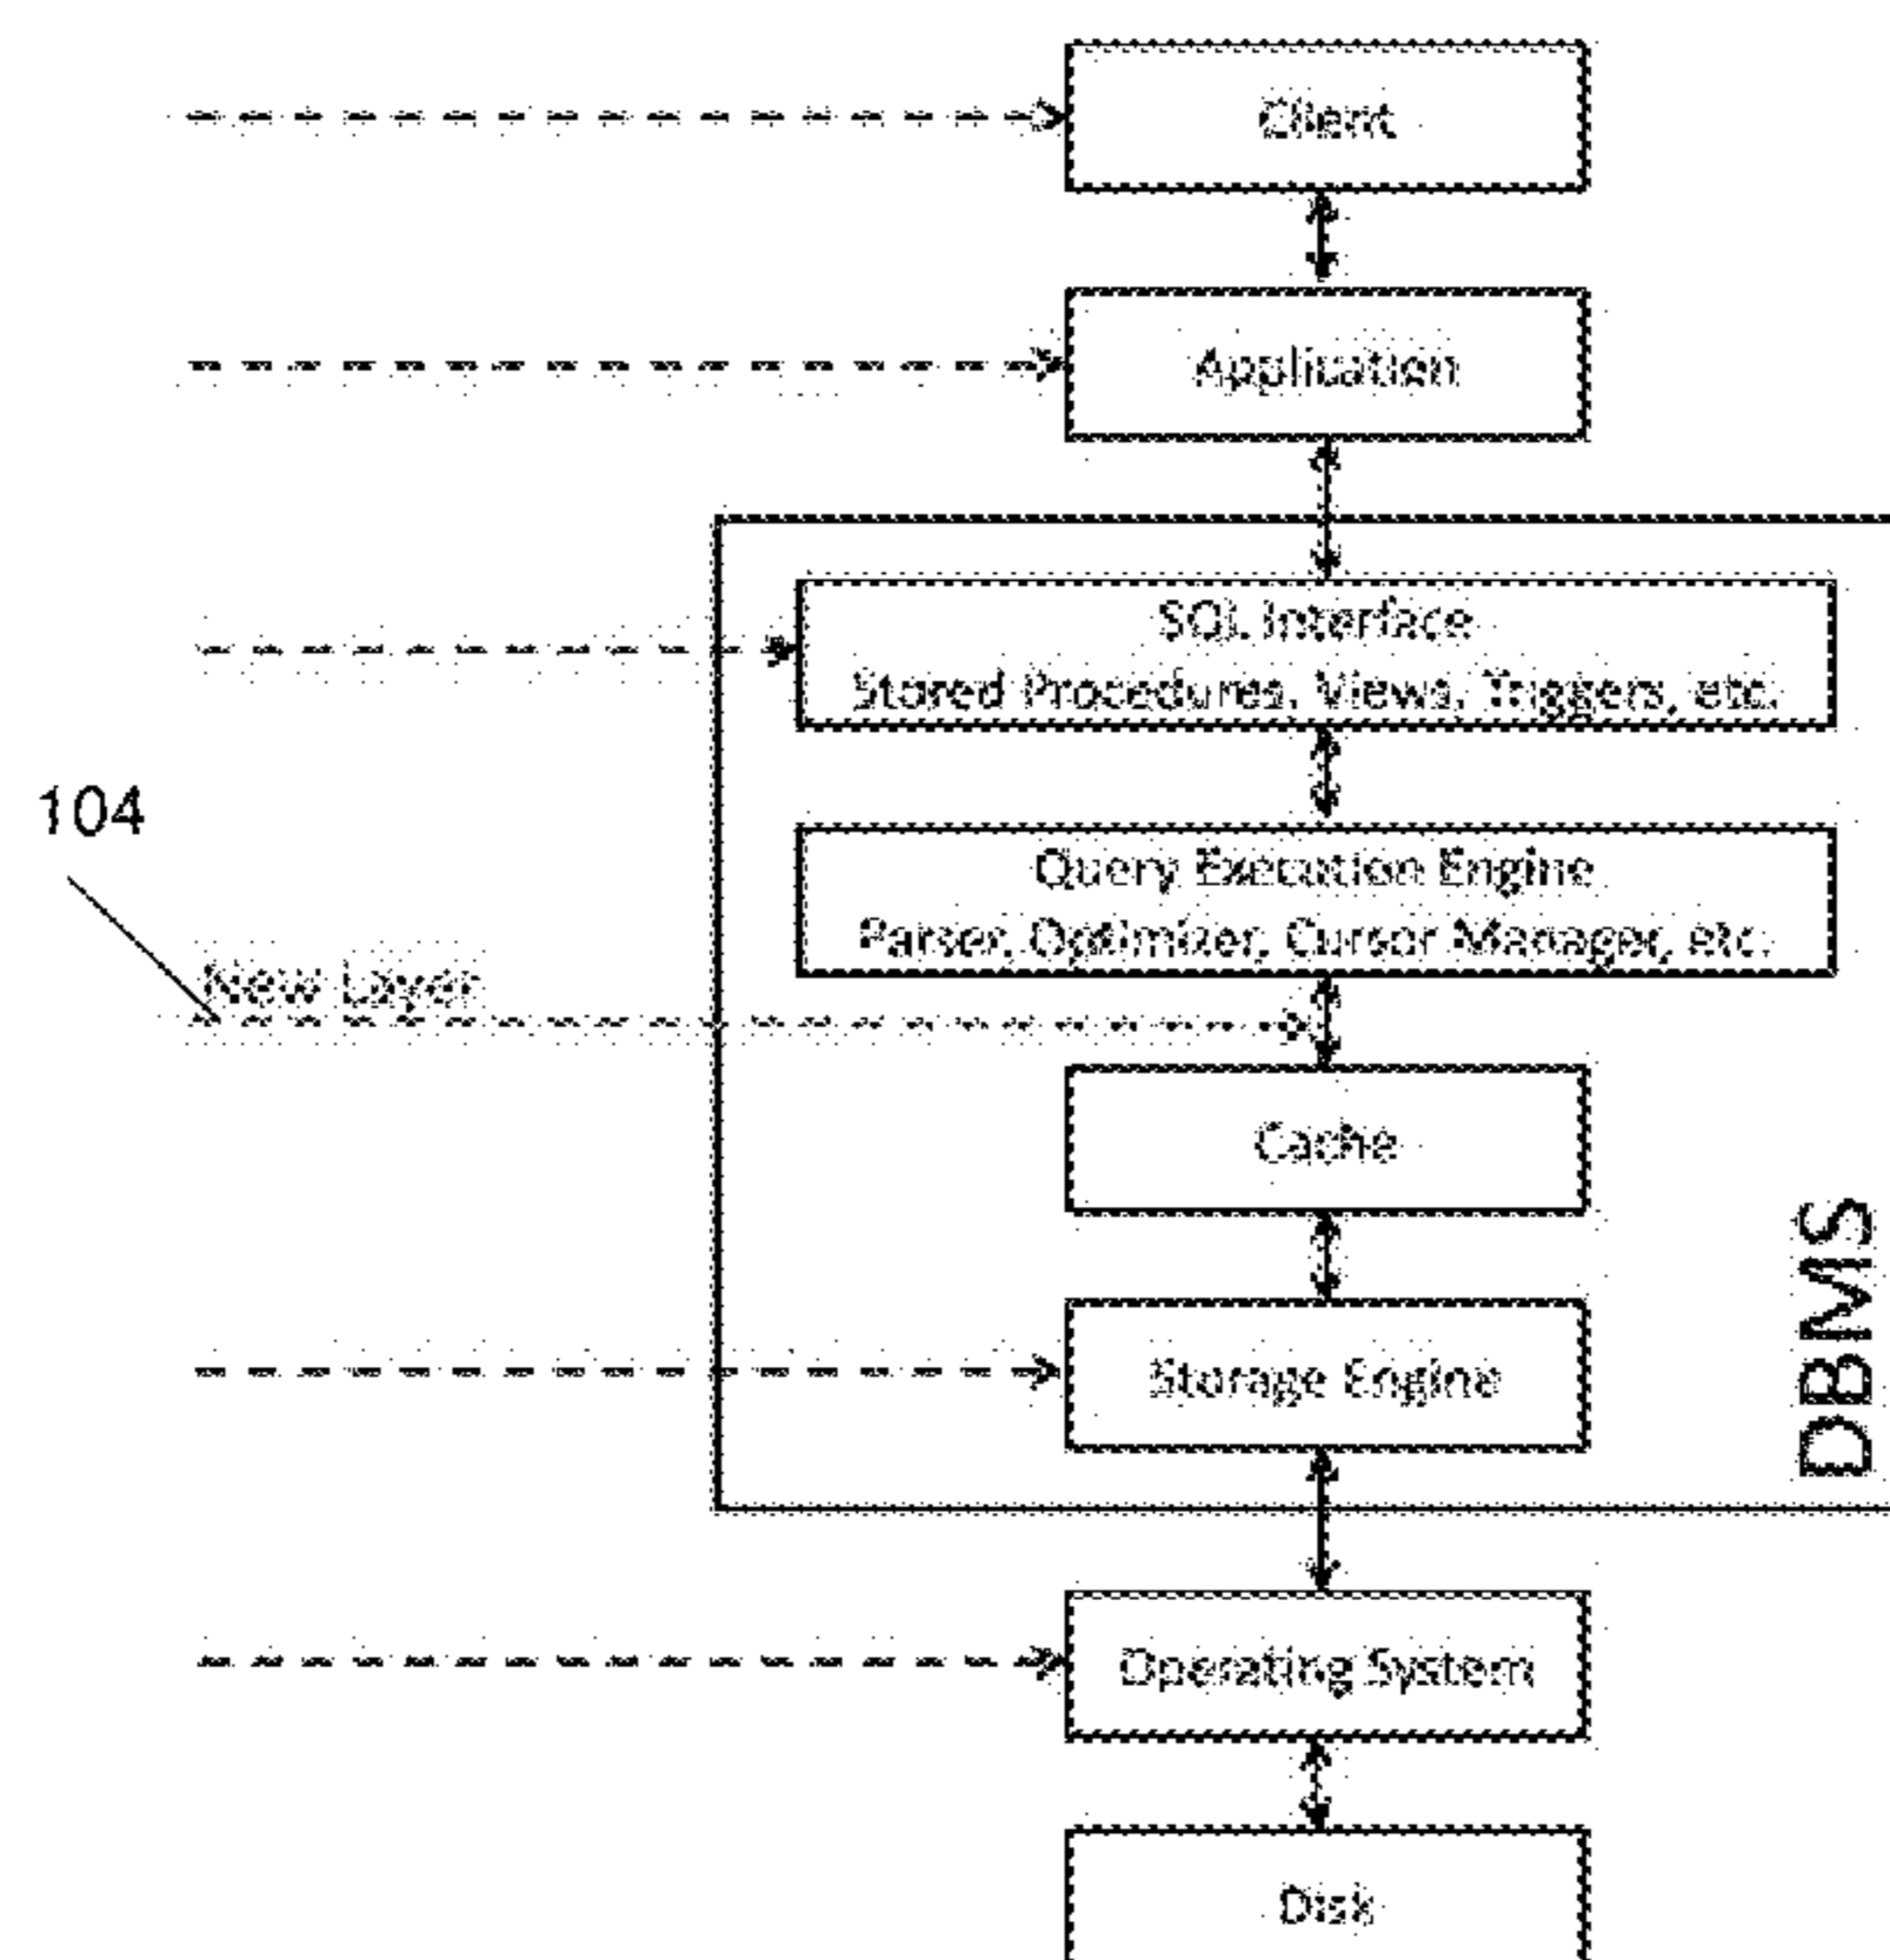 Client
Application
SQL Interface
Stored Procedures, Views, Triggers, etc.
104
Query Execution Engine
Parser, Optimizer, Cursor Manager, etc.
New Layer
Cache
Storage Engine
DBMS
Operating System
Disk